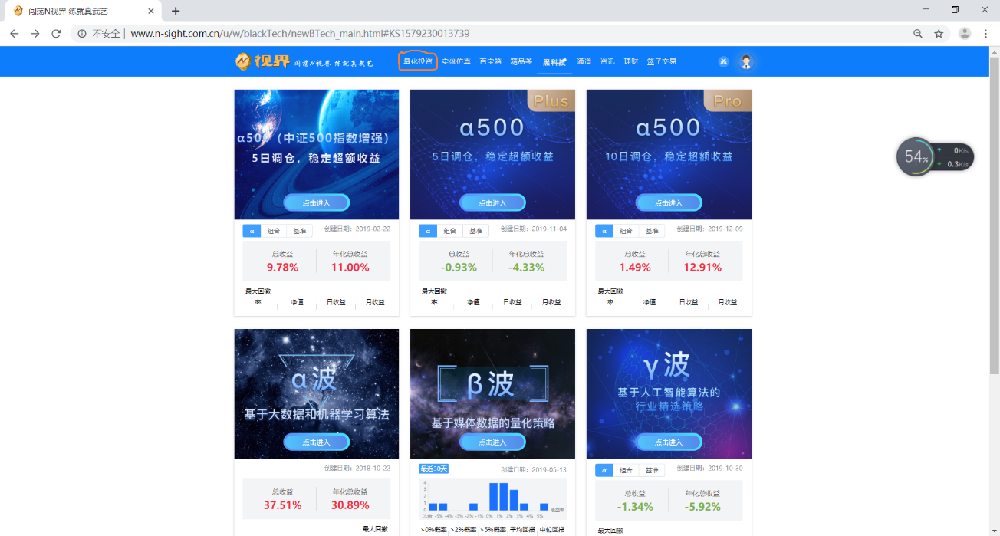 闯荡N视界 练就真武艺
不安全 | www.n-sight.com.cn/u/w/blackTech/newBTech_main.html#KS1579230013739
视界 闯荡N视界 练就真武艺 量化投资 实盘仿真 百宝箱 精品荟 黑科技 通道 资讯 理财 篮子交易
α500（中证500指数增强）
5日调仓，稳定超额收益
点击进入
α 组合 基准 创建日期：2019-02-22
总收益 年化总收益
9.78% 11.00%
最大回撤
率 净值 日收益 月收益
Plus
α500
5日调仓，稳定超额收益
点击进入
α 组合 基准 创建日期：2019-11-04
总收益 年化总收益
-0.93% -4.33%
最大回撤
率 净值 日收益 月收益
Pro
α500
10日调仓，稳定超额收益
点击进入
α 组合 基准 创建日期：2019-12-09
总收益 年化总收益
1.49% 12.91%
最大回撤
率 净值 日收益 月收益
54%
0K/s
0.3K/s
α波
基于大数据和机器学习算法
点击进入
创建日期：2018-10-22
总收益 年化总收益
37.51% 30.89%
最大回撤
β波
基于媒体数据的量化策略
点击进入
最近30天 创建日期：2019-05-13
4
3
2
1
0 收益率
次数 -5% -4% -3% -2% -1% 0% 1% 2% 3% 4% 5%
>0%概率 >2%概率 >5%概率 平均回报 中位回报
γ波
基于人工智能算法的
行业精选策略
点击进入
α 组合 基准 创建日期：2019-10-30
总收益 年化总收益
-1.34% -5.92%
最大回撤